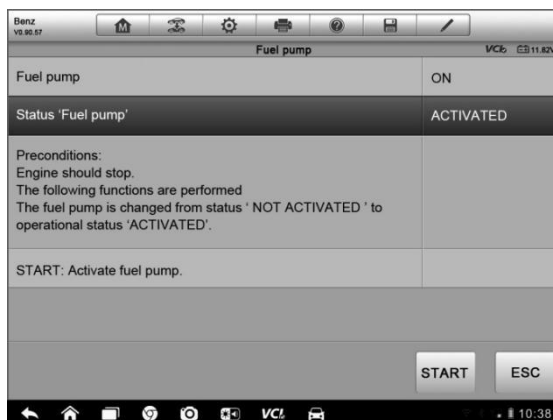 Benz
V0.90.57
M
Fuel pump
VCI
11.82V
Fuel pump
ON
Status ‘Fuel pump’
ACTIVATED
Preconditions:
Engine should stop.
The following functions are performed
The fuel pump is changed from status ‘ NOT ACTIVATED ’ to
operational status ‘ACTIVATED’.
START: Activate fuel pump.
START
ESC
VCI
10:38